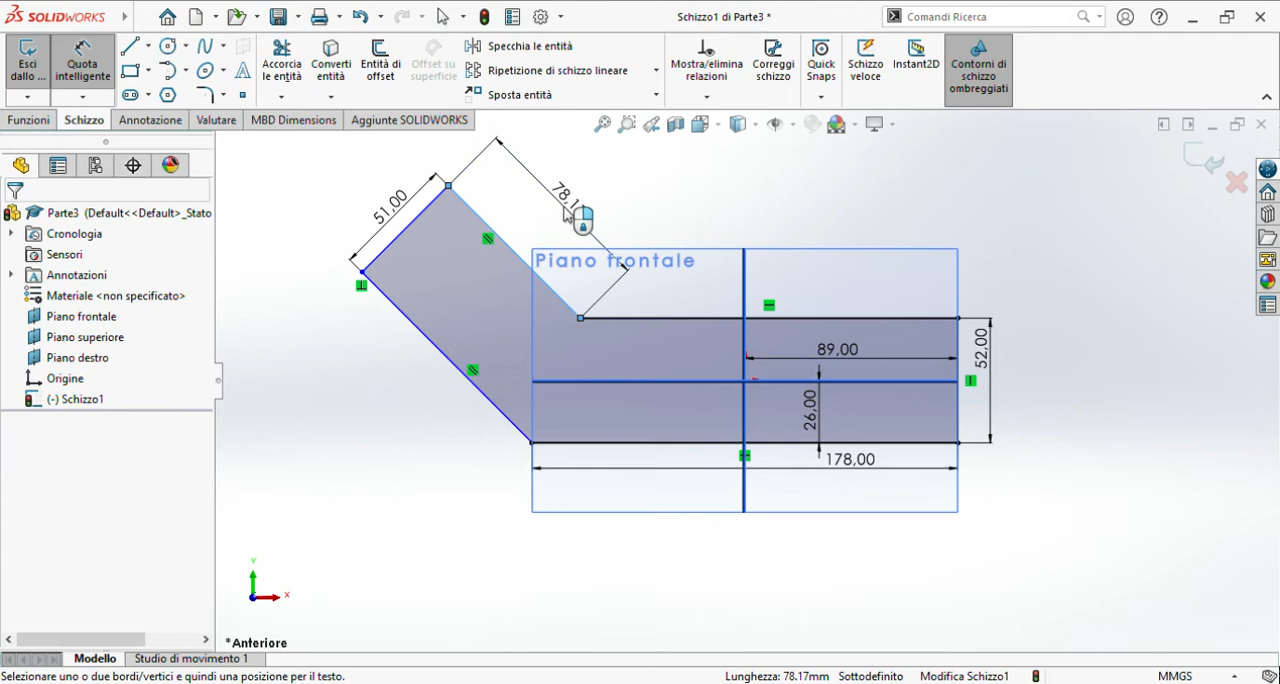 SOLIDWORKS
Schizzo1 di Parte3 *
Comandi Ricerca
Esci dallo ...
Quota intelligente
Accorcia le entità
Converti entità
Entità di offset
Offset su superficie
Specchia le entità
Ripetizione di schizzo lineare
Sposta entità
Mostra/elimina relazioni
Correggi schizzo
Quick Snaps
Schizzo veloce
Instant2D
Contorni di schizzo ombreggiati
Funzioni
Schizzo
Annotazione
Valutare
MBD Dimensions
Aggiunte SOLIDWORKS
Parte3 (Default<<Default>_Stato
Cronologia
Sensori
Annotazioni
Materiale <non specificato>
Piano frontale
Piano superiore
Piano destro
Origine
(-) Schizzo1
51,00
Piano frontale
89,00
52,00
26,00
178,00
Y
X
*Anteriore
Modello
Studio di movimento 1
Selezionare uno o due bordi/vertici e quindi una posizione per il testo.
Lunghezza: 78.17mm
Sottodefinito
Modifica Schizzo1
MMGS